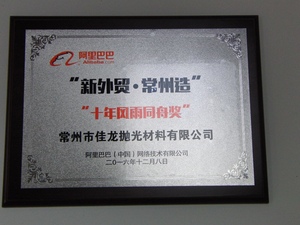 阿里巴巴
Alibaba.com
“新外贸·常州造”
“十年风雨同舟奖”
常州市佳龙抛光材料有限公司
阿里巴巴（中国）网络技术有限公司
二○一六年十二月八日